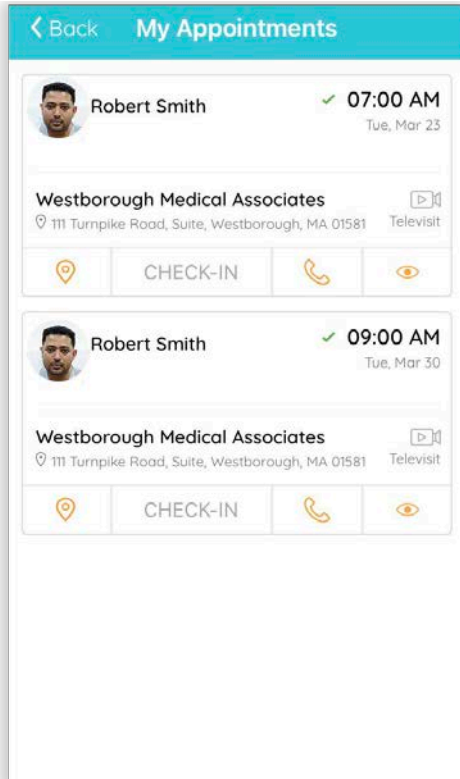 Back My Appointments
Robert Smith 07:00 AM
Tue, Mar 23
Westborough Medical Associates
111 Turnpike Road, Suite, Westborough, MA 01581 Televisit
CHECK-IN
Robert Smith 09:00 AM
Tue, Mar 30
Westborough Medical Associates
111 Turnpike Road, Suite, Westborough, MA 01581 Televisit
CHECK-IN